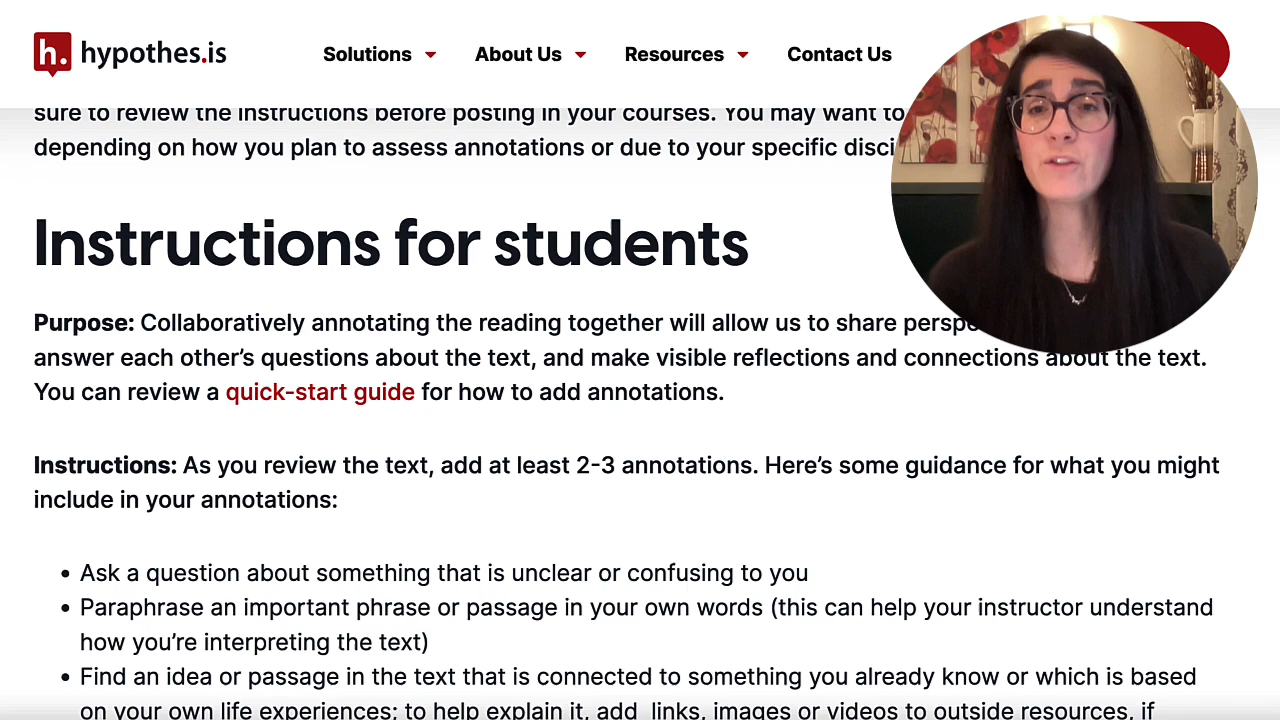 h. hypothes.is
Solutions About Us Resources Contact Us
sure to review the instructions before posting in your courses. You may want to
depending on how you plan to assess annotations or due to your specific
Instructions for students
Purpose: Collaboratively annotating the reading together will allow us to share
answer each other’s questions about the text, and make visible reflections and connections about the text.
You can review a quick-start guide for how to add annotations.
Instructions: As you review the text, add at least 2-3 annotations. Here’s some guidance for what you might
include in your annotations:
• Ask a question about something that is unclear or confusing to you
• Paraphrase an important phrase or passage in your own words (this can help your instructor understand
how you’re interpreting the text)
• Find an idea or passage in the text that is connected to something you already know or which is based
on your own life experiences; to help explain it, add links, images or videos to outside resources, if